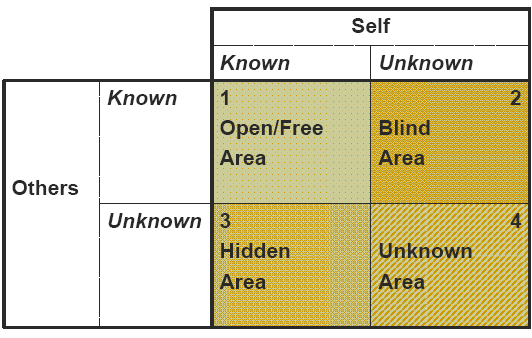 Self
Known Unknown
Others
Known
1
Open/Free
Area
2
Blind
Area
Unknown
3
Hidden
Area
4
Unknown
Area